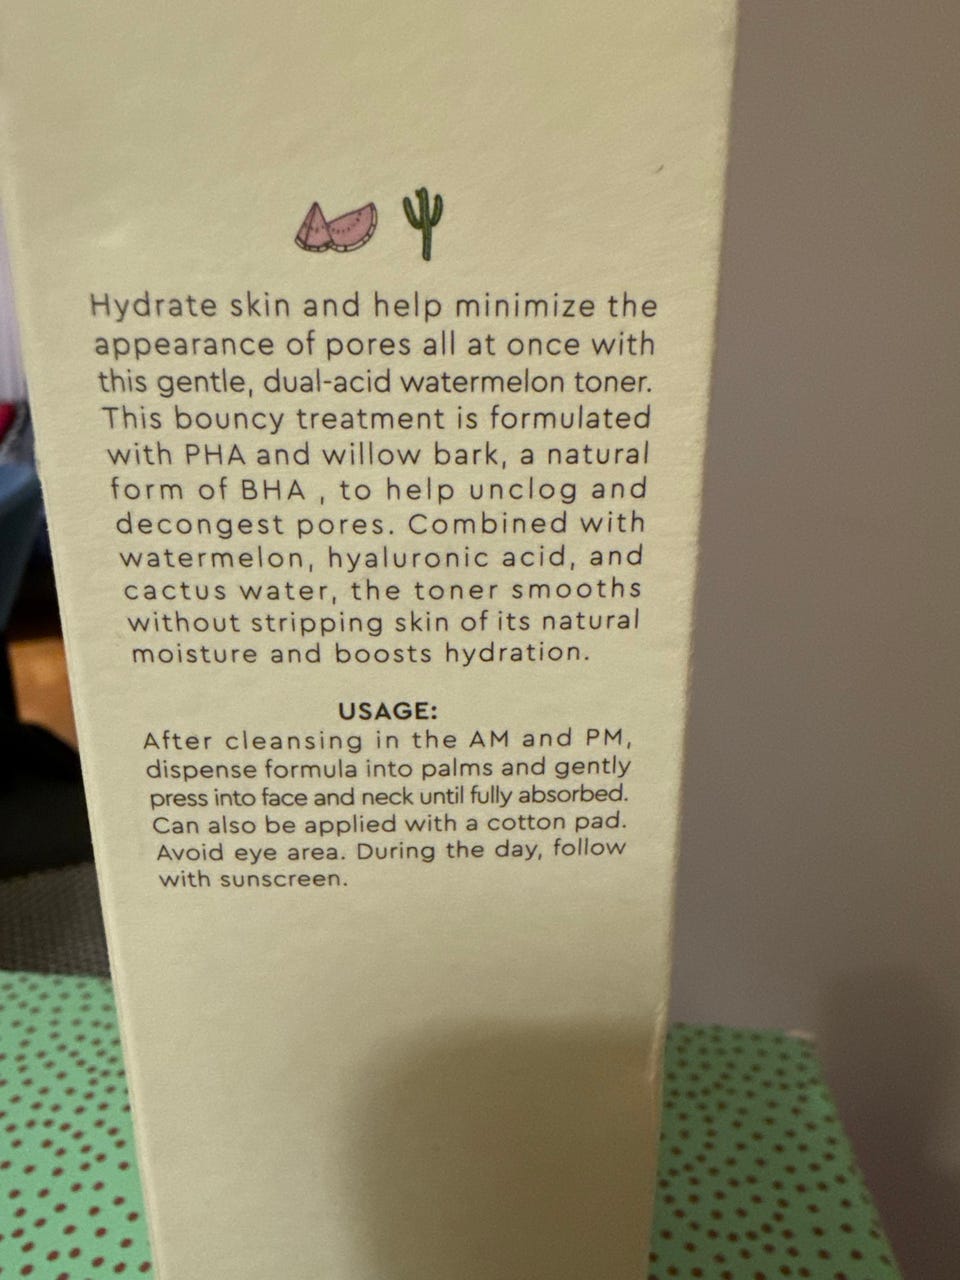 Hydrate skin and help minimize the
appearance of pores all at once with
this gentle, dual-acid watermelon toner.
This bouncy treatment is formulated
with PHA and willow bark, a natural
form of BHA , to help unclog and
decongest pores. Combined with
watermelon, hyaluronic acid, and
cactus water, the toner smooths
without stripping skin of its natural
moisture and boosts hydration.
USAGE:
After cleansing in the AM and PM,
dispense formula into palms and gently
press into face and neck until fully absorbed.
Can also be applied with a cotton pad.
Avoid eye area. During the day, follow
with sunscreen.